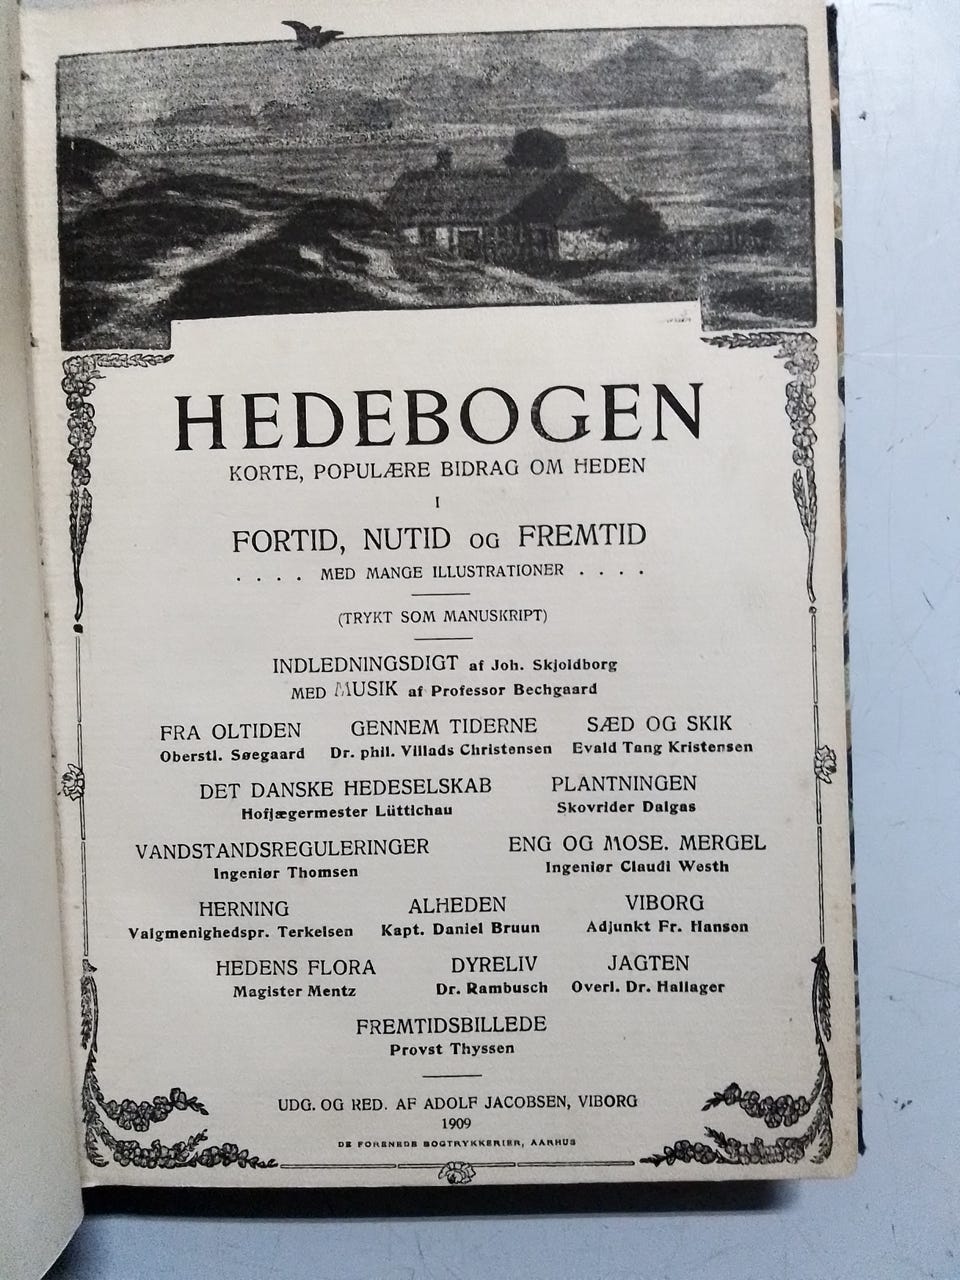 HEDEBOGEN
KORTE, POPULÆRE BIDRAG OM HEDEN
I
FORTID, NUTID OG FREMTID
. . . . MED MANGE ILLUSTRATIONER . . . .
(TRYKT SOM MANUSKRIPT)
INDLEDNINGSDIGT af Joh. Skjoldborg
MED MUSIK af Professor Bechgaard
FRA OLTIDEN GENNEM TIDERNE SÆD OG SKIK
Oberstl. Søegaard Dr. phil. Villads Christensen Evald Tang Kristensen
DET DANSKE HEDESELSKAB PLANTNINGEN
Hofjægermester Lüttichau Skovrider Dalgas
VANDSTANDSREGULERINGER ENG OG MOSE. MERGEL
Ingeniør Thomsen Ingeniør Claudi Westh
HERNING ALHEDEN VIBORG
Valgmenighedspr. Terkelsen Kapt. Daniel Bruun Adjunkt Fr. Hansen
HEDENS FLORA DYRELIV JAGTEN
Magister Mentz Dr. Rambusch Overl. Dr. Hallager
FREMTIDSBILLEDE
Provst Thyssen
UDG. OG RED. AF ADOLF JACOBSEN, VIBORG
1909
DE FORENEDE BOGTRYKKERIER, AARHUS